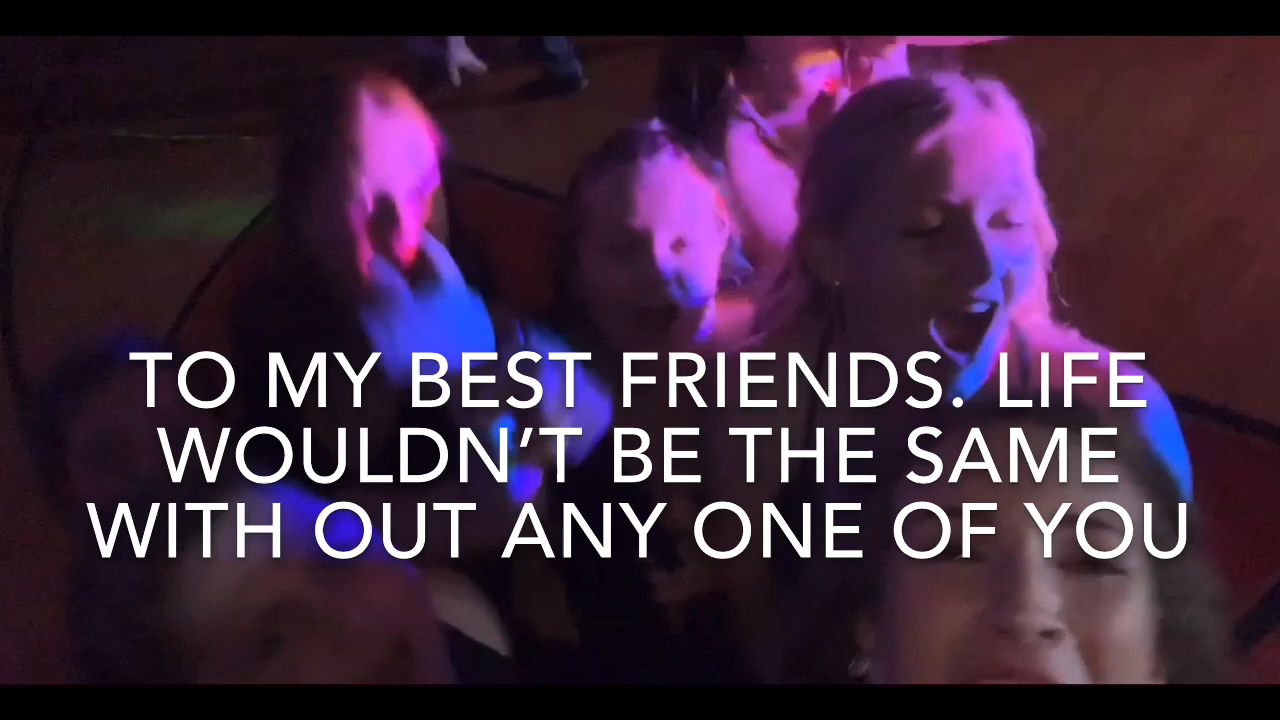 TO MY BEST FRIENDS. LIFE
WOULDN'T BE THE SAME
WITH OUT ANY ONE OF YOU